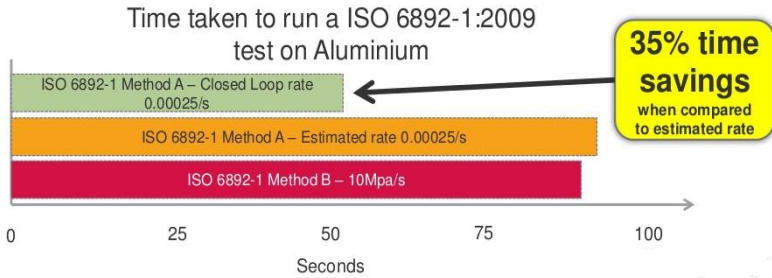 Time taken to run a ISO 6892-1:2009
test on Aluminium
35% time
savings
when compared
to estimated rate
ISO 6892-1 Method A – Closed Loop rate
0.00025/s
ISO 6892-1 Method A – Estimated rate 0.00025/s
ISO 6892-1 Method B – 10Mpa/s
0 25 50 75 100
Seconds